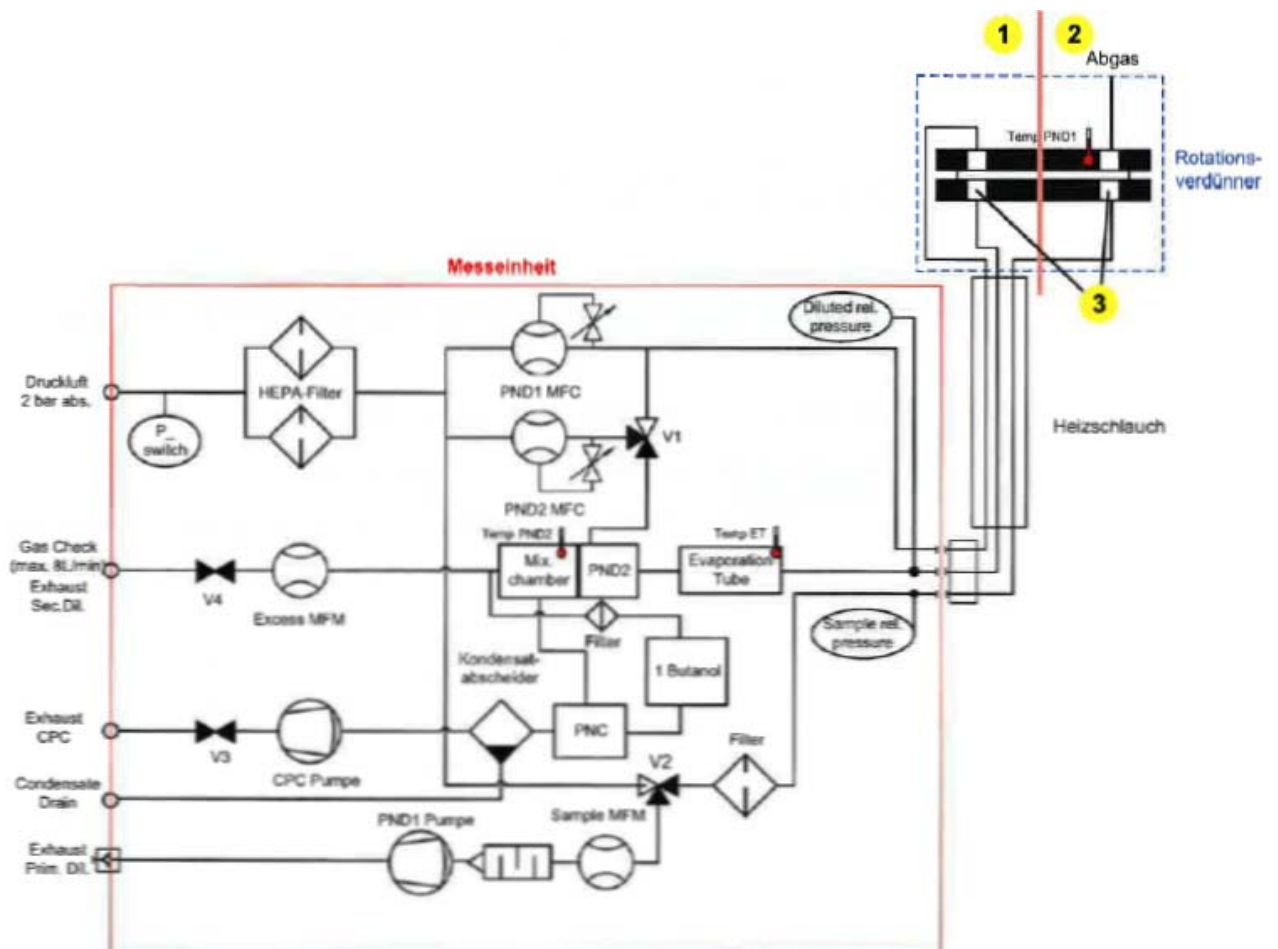 1
2
Abgas
Temp PND1
Rotations-
verdünner
3
Messeinheit
Diluted rel.
pressure
Druckluft
2 bar abs.
HEPA-Filter
PND1 MFC
P_
switch
V1
Heizschlauch
PND2 MFC
Gas Check
(max. 8L/min)
Exhaust
Sec.Dil.
V4
Excess MFM
Temp PND2
Mix.
chamber
PND2
Temp ET
Evaporation
Tube
Filter
Sample rel.
pressure
Kondensat-
abscheider
1 Butanol
Exhaust
CPC
V3
CPC Pumpe
PNC
Filter
V2
Condensate
Drain
PND1 Pumpe
Sample MFM
Exhaust
Prim. Dil.